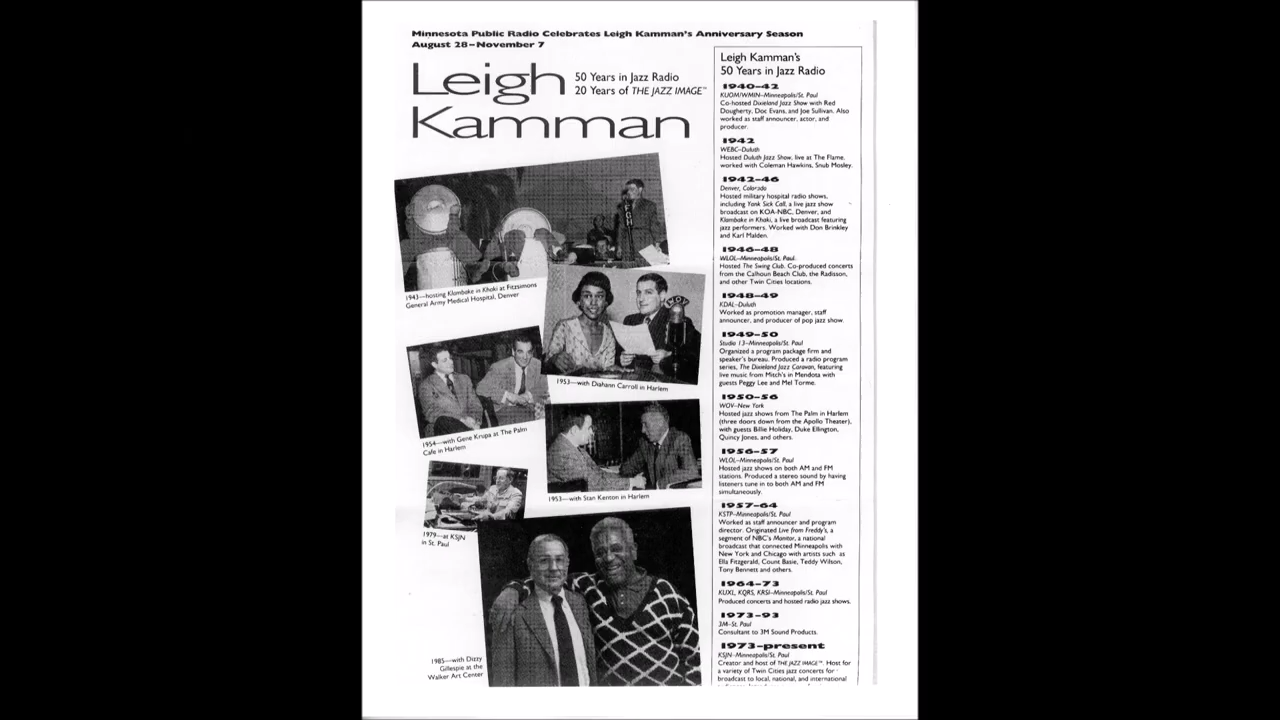 Minnesota Public Radio Celebrates Leigh Kamman's Anniversary Season
August 28–November 7
Leigh
Kamman
50 Years in Jazz Radio
20 Years of THE JAZZ IMAGE™
FGH
1943—hosting Klambake in Khaki at Fitzsimons
General Army Medical Hospital, Denver
WOV
1953—with Diahann Carroll in Harlem
1954—with Gene Krupa at The Palm
Cafe in Harlem
1953—with Stan Kenton in Harlem
1979—at KSJN
in St. Paul
1985—with Dizzy
Gillespie at the
Walker Art Center
Leigh Kamman's
50 Years in Jazz Radio
1940–42
KUOM/WMIN–Minneapolis/St. Paul
Co-hosted Dixieland Jazz Show with Red
Dougherty, Doc Evans, and Joe Sullivan. Also
worked as staff announcer, actor, and
producer.
1942
WEBC–Duluth
Hosted Duluth Jazz Show, live at The Flame,
worked with Coleman Hawkins, Snub Mosley.
1942–46
Denver, Colorado
Hosted military hospital radio shows,
including Yank Sick Call, a live jazz show
broadcast on KOA-NBC, Denver, and
Klambake in Khaki, a live broadcast featuring
jazz performers. Worked with Don Brinkley
and Karl Malden.
1946–48
WLOL–Minneapolis/St. Paul
Hosted The Swing Club. Co-produced concerts
from the Calhoun Beach Club, the Radisson,
and other Twin Cities locations.
1948–49
KDAL–Duluth
Worked as promotion manager, staff
announcer, and producer of pop jazz show.
1949–50
Studio 13–Minneapolis/St. Paul
Organized a program package firm and
speaker's bureau. Produced a radio program
series, The Dixieland Jazz Caravan, featuring
live music from Mitch's in Mendota with
guests Peggy Lee and Mel Torme.
1950–56
WOV–New York
Hosted jazz shows from The Palm in Harlem
(three doors down from the Apollo Theater),
with guests Billie Holiday, Duke Ellington,
Quincy Jones, and others.
1956–57
WLOL–Minneapolis/St. Paul
Hosted jazz shows on both AM and FM
stations. Produced a stereo sound by having
listeners tune in to both AM and FM
simultaneously.
1957–64
KSTP–Minneapolis/St. Paul
Worked as staff announcer and program
director. Originated Live from Freddy's, a
segment of NBC's Monitor, a national
broadcast that connected Minneapolis with
New York and Chicago with artists such as
Ella Fitzgerald, Count Basie, Teddy Wilson,
Tony Bennett and others.
1964–73
KUXL, KQRS, KRSI–Minneapolis/St. Paul
Produced concerts and hosted radio jazz shows.
1973–93
3M–St. Paul
Consultant to 3M Sound Products.
1973–present
KSJN–Minneapolis/St. Paul
Creator and host of THE JAZZ IMAGE™. Host for
a variety of Twin Cities jazz concerts for
broadcast to local, national, and international